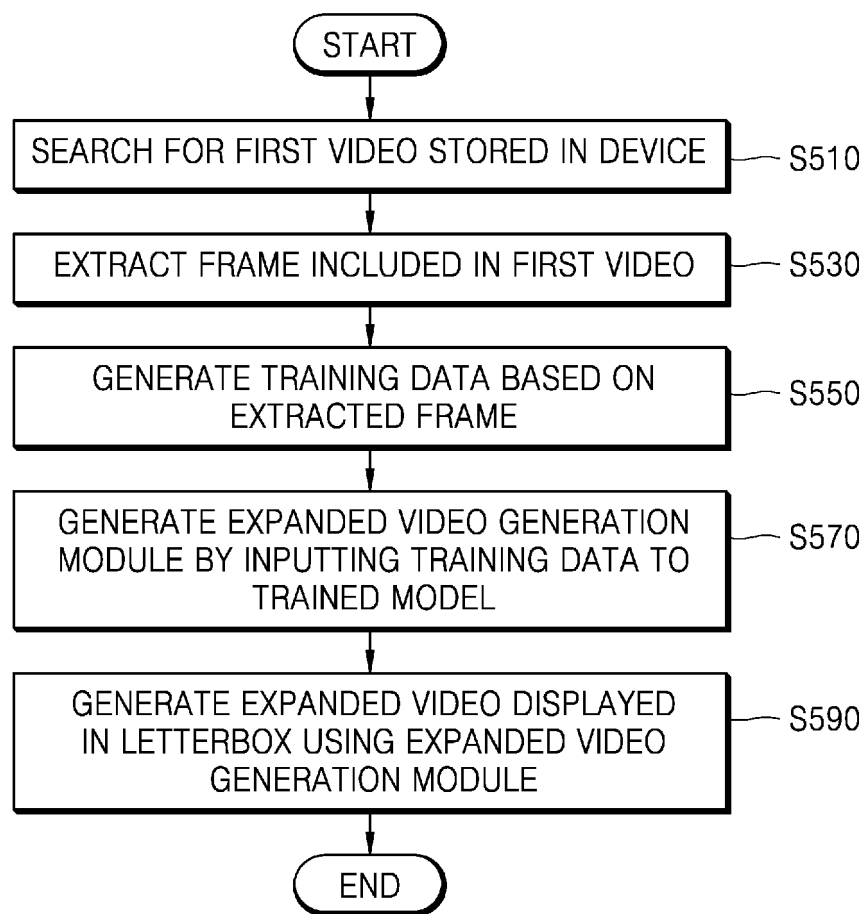 START
SEARCH FOR FIRST VIDEO STORED IN DEVICE
S510
EXTRACT FRAME INCLUDED IN FIRST VIDEO
S530
GENERATE TRAINING DATA BASED ON
EXTRACTED FRAME
S550
GENERATE EXPANDED VIDEO GENERATION
MODULE BY INPUTTING TRAINING DATA TO
TRAINED MODEL
S570
GENERATE EXPANDED VIDEO DISPLAYED
IN LETTERBOX USING EXPANDED VIDEO
GENERATION MODULE
S590
END